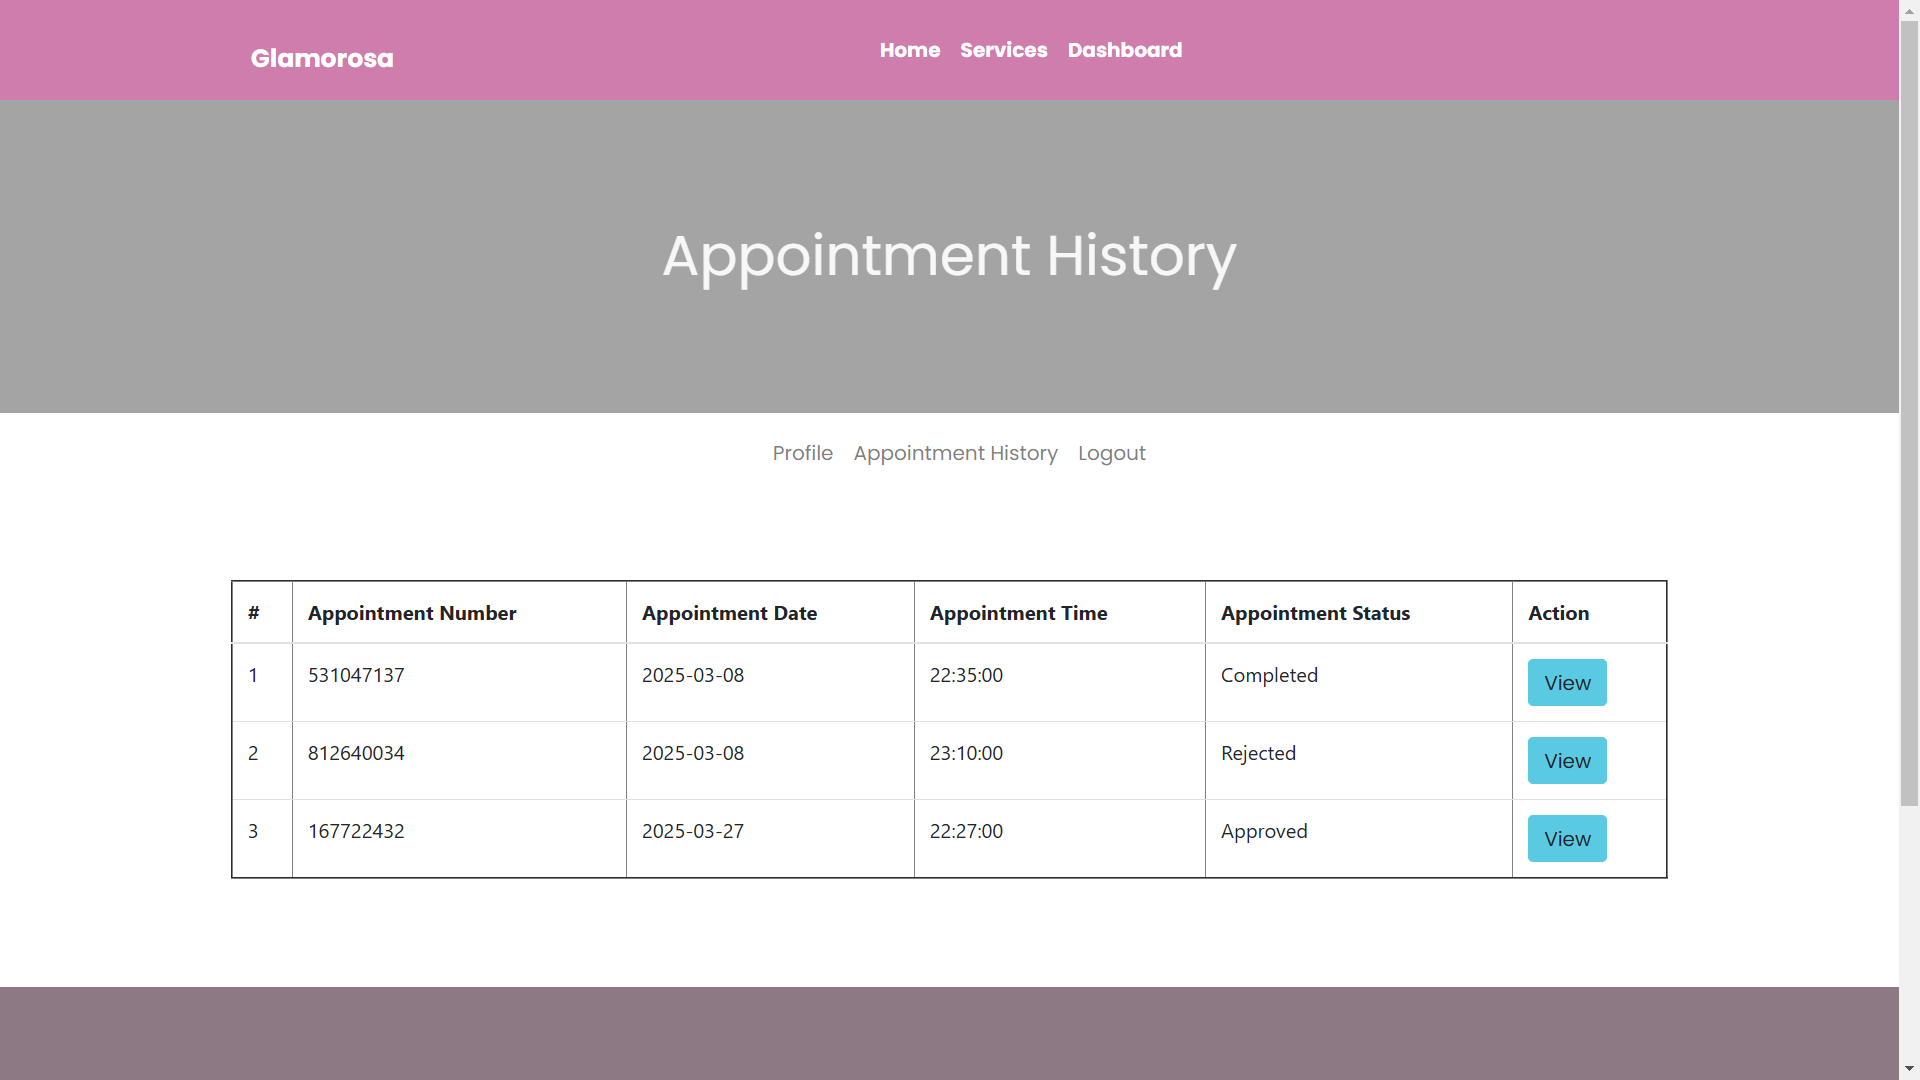 Glamorosa
Home Services Dashboard
Appointment History
Profile Appointment History Logout
# Appointment Number Appointment Date Appointment Time Appointment Status Action
1 531047137 2025-03-08 22:35:00 Completed View
2 812640034 2025-03-08 23:10:00 Rejected View
3 167722432 2025-03-27 22:27:00 Approved View